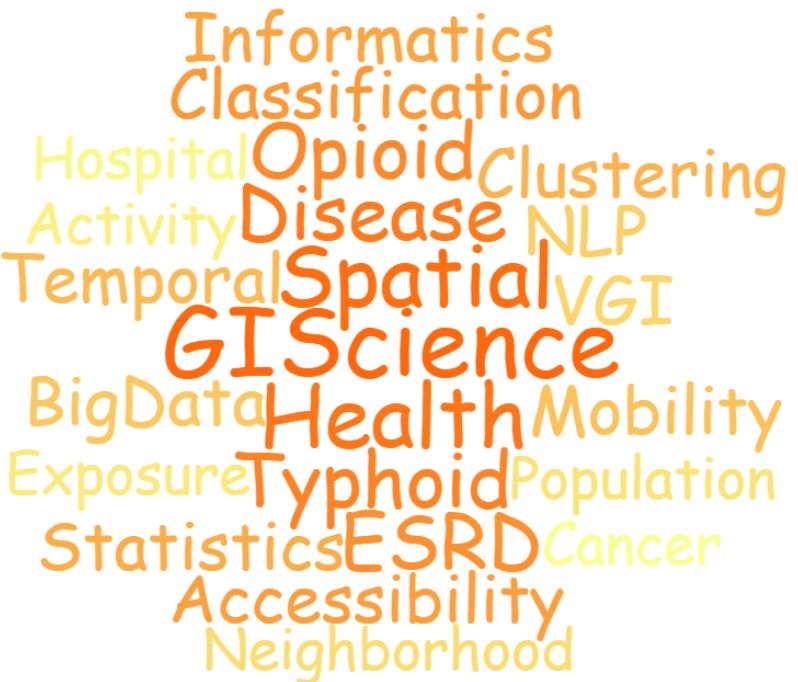 Informatics
Classification
Hospital Opioid Clustering
Activity Disease NLP
Temporal Spatial VGI
GIScience
BigData Health Mobility
Exposure Typhoid Population
Statistics ESRD Cancer
Accessibility
Neighborhood